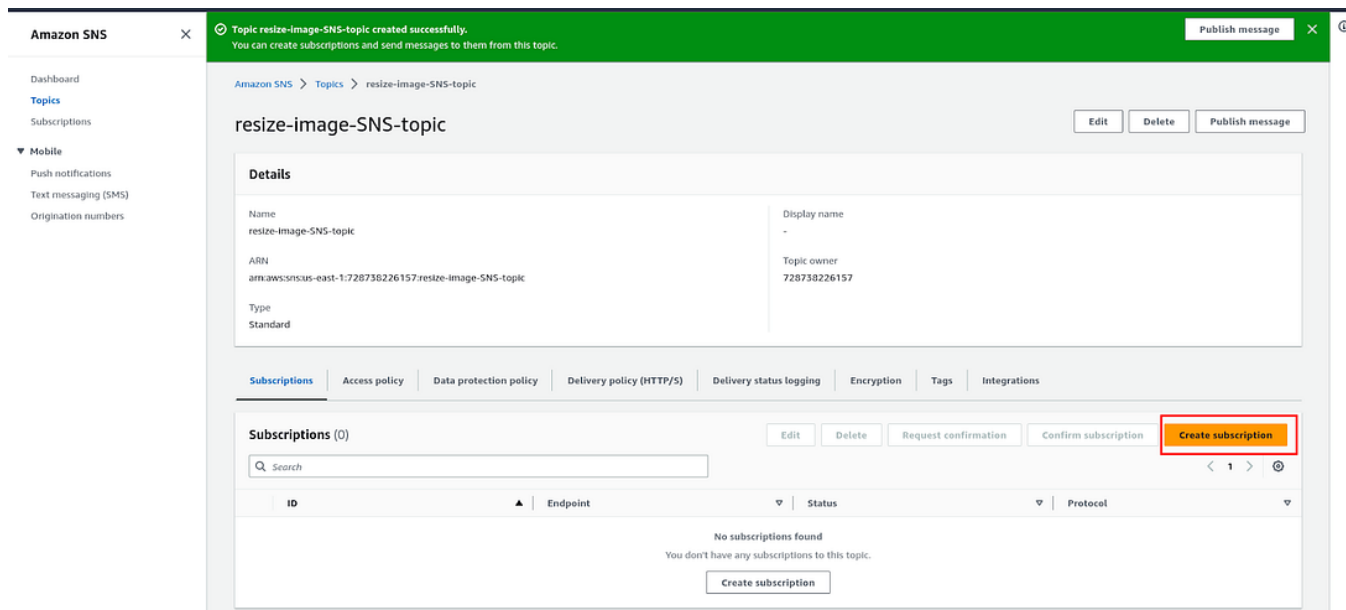 Amazon SNS
Dashboard
Topics
Subscriptions
Mobile
Push notifications
Text messaging (SMS)
Origination numbers
Topic resize-image-SNS-topic created successfully.
You can create subscriptions and send messages to them from this topic.
Publish message
Amazon SNS > Topics > resize-image-SNS-topic
resize-image-SNS-topic
Edit Delete Publish message
Details
Name
resize-image-SNS-topic
ARN
arn:aws:sns:us-east-1:728738226157:resize-image-SNS-topic
Type
Standard
Display name
-
Topic owner
728738226157
Subscriptions Access policy Data protection policy Delivery policy (HTTP/S) Delivery status logging Encryption Tags Integrations
Subscriptions (0)
Edit Delete Request confirmation Confirm subscription Create subscription
Search
< 1 >
ID Endpoint Status Protocol
No subscriptions found
You don't have any subscriptions to this topic.
Create subscription